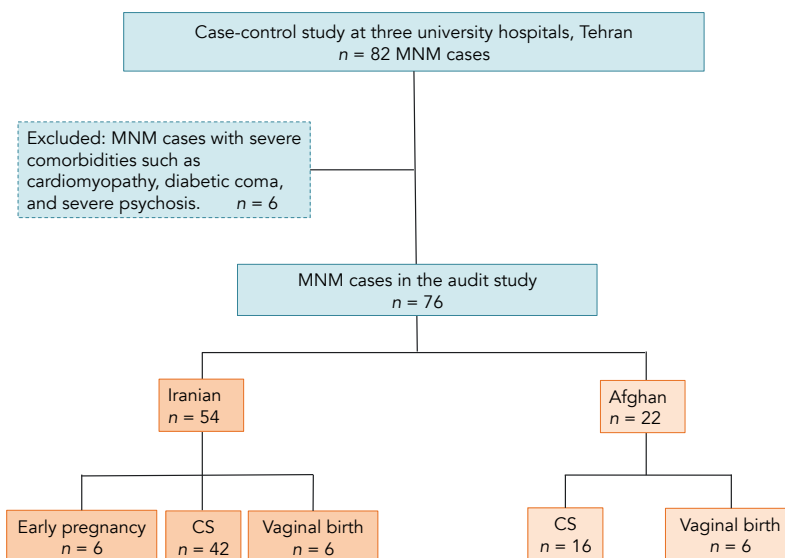 Case-control study at three university hospitals, Tehran
n = 82 MNM cases
Excluded: MNM cases with severe
comorbidities such as
cardiomyopathy, diabetic coma,
and severe psychosis. n = 6
MNM cases in the audit study
n = 76
Iranian
n = 54
Afghan
n = 22
Early pregnancy
n = 6
CS
n = 42
Vaginal birth
n = 6
CS
n = 16
Vaginal birth
n = 6